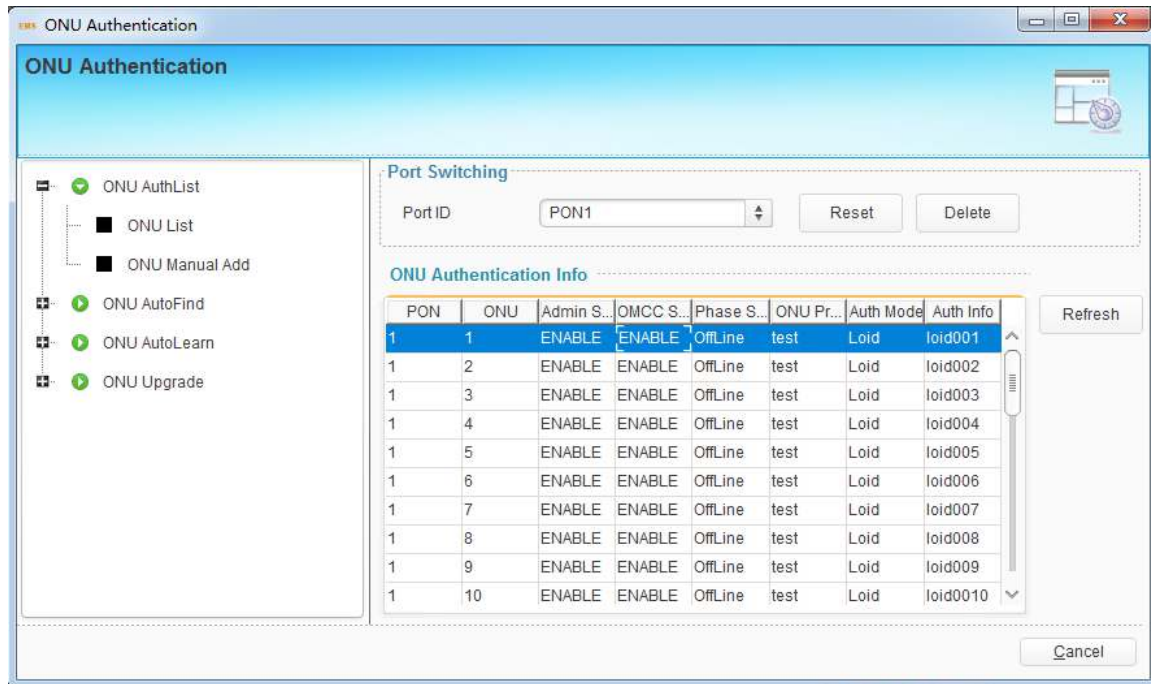 EMS ONU Authentication
ONU Authentication
ONU AuthList
ONU List
ONU Manual Add
ONU AutoFind
ONU AutoLearn
ONU Upgrade
Port Switching
Port ID PON1 Reset Delete
ONU Authentication Info
PON ONU Admin S... OMCC S... Phase S... ONU Pr... Auth Mode Auth Info
Refresh
1 1 ENABLE ENABLE OffLine test Loid loid001
1 2 ENABLE ENABLE OffLine test Loid loid002
1 3 ENABLE ENABLE OffLine test Loid loid003
1 4 ENABLE ENABLE OffLine test Loid loid004
1 5 ENABLE ENABLE OffLine test Loid loid005
1 6 ENABLE ENABLE OffLine test Loid loid006
1 7 ENABLE ENABLE OffLine test Loid loid007
1 8 ENABLE ENABLE OffLine test Loid loid008
1 9 ENABLE ENABLE OffLine test Loid loid009
1 10 ENABLE ENABLE OffLine test Loid loid0010
Cancel